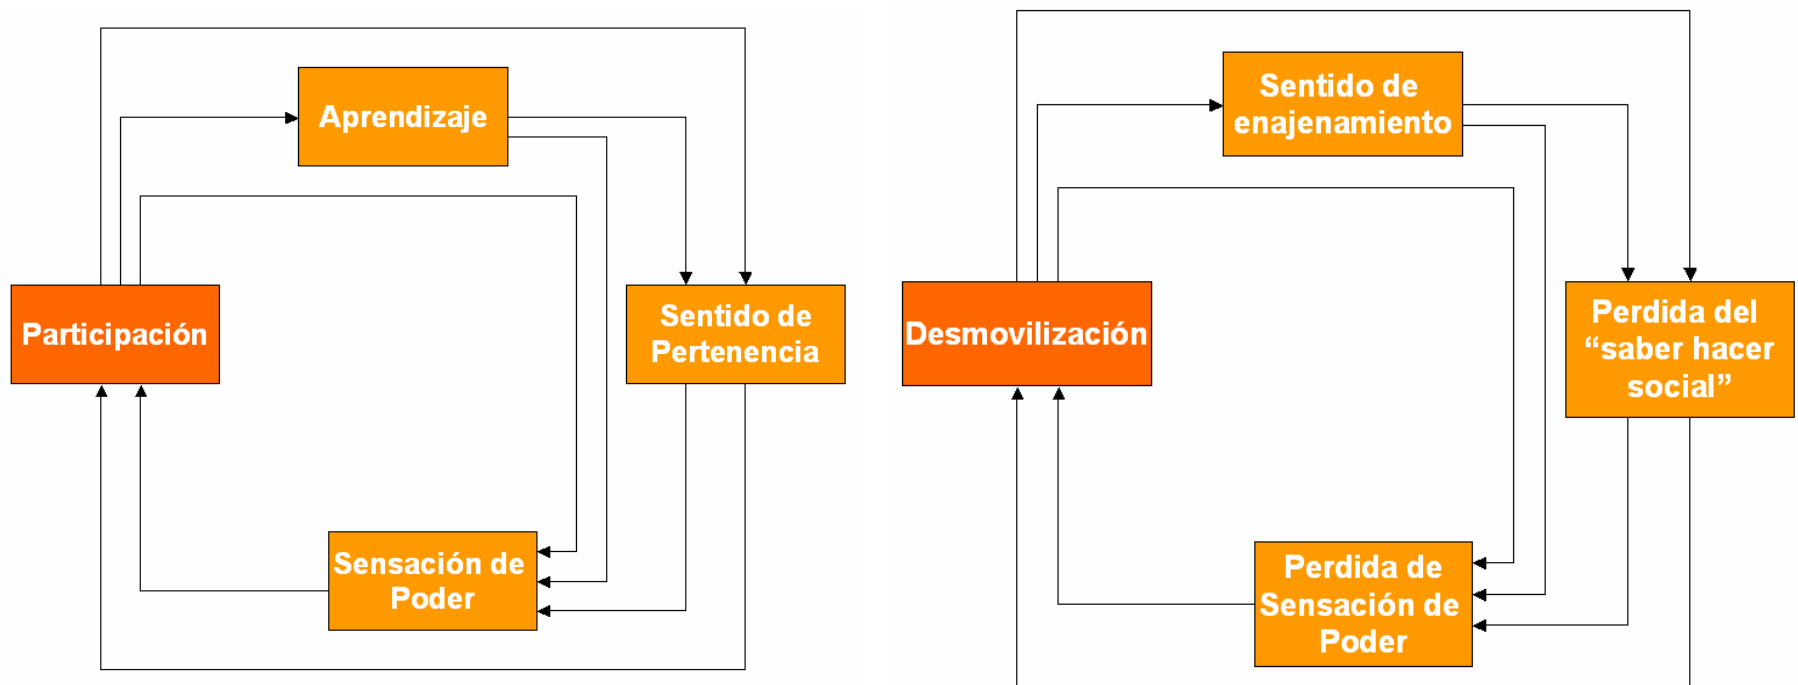 Aprendizaje
Participación
Sentido de
Pertenencia
Sensación de
Poder
Sentido de
enajenamiento
Desmovilización
Perdida del
“saber hacer
social”
Perdida de
Sensación de
Poder